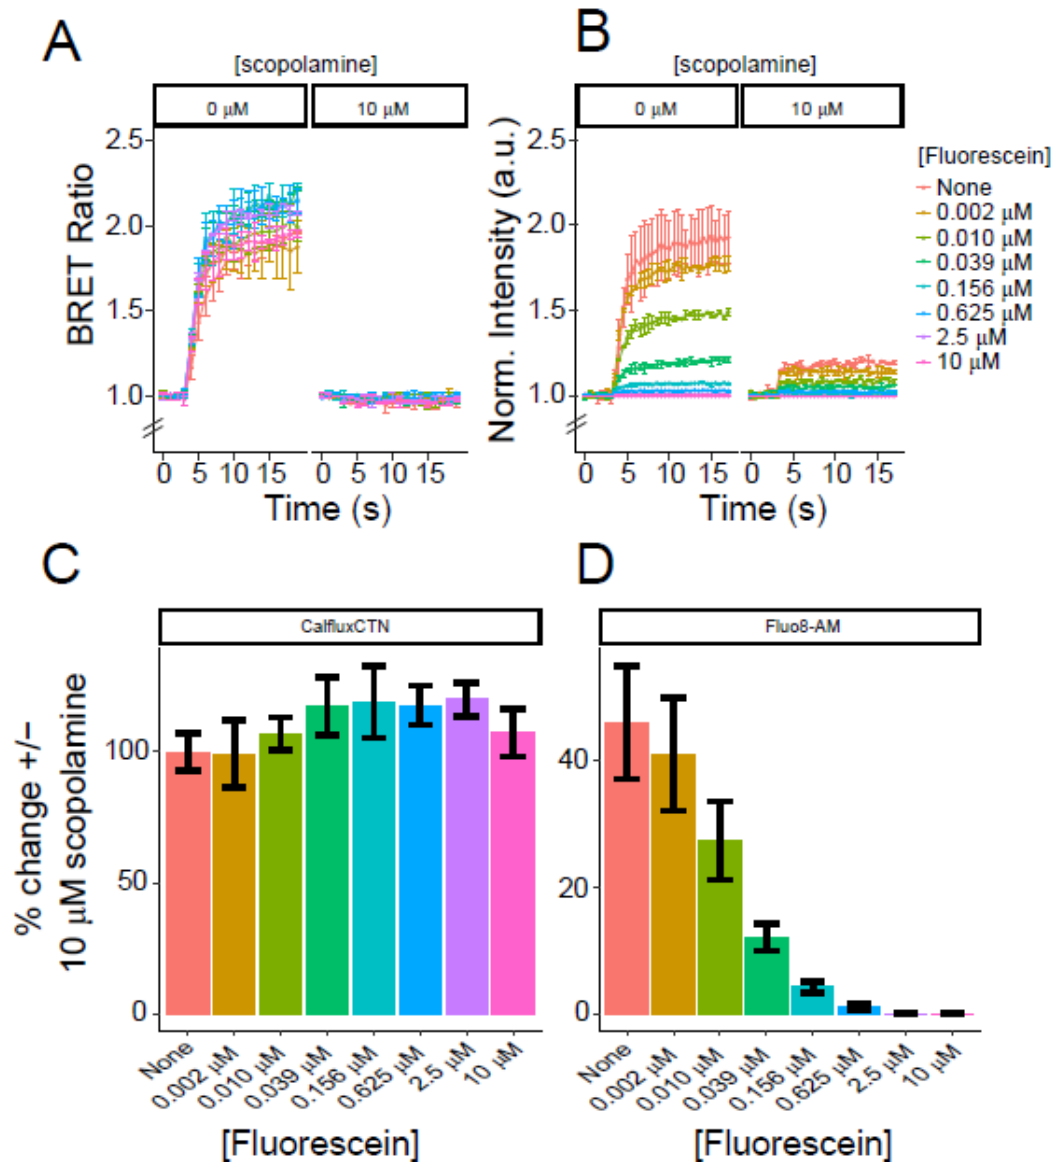 A
[scopolamine]
0 μM
10 μM
BRET Ratio
2.5
2.0
1.5
1.0
0 5 10 15
0 5 10 15
Time (s)
B
[scopolamine]
0 μM
10 μM
Norm. Intensity (a.u.)
2.5
2.0
1.5
1.0
0 5 10 15
0 5 10 15
Time (s)
[Fluorescein]
None
0.002 μM
0.010 μM
0.039 μM
0.156 μM
0.625 μM
2.5 μM
10 μM
C
CalfluxCTN
% change +/−
10 μM scopolamine
100
50
0
None
0.002 μM
0.010 μM
0.039 μM
0.156 μM
0.625 μM
2.5 μM
10 μM
[Fluorescein]
D
Fluo8-AM
40
20
0
None
0.002 μM
0.010 μM
0.039 μM
0.156 μM
0.625 μM
2.5 μM
10 μM
[Fluorescein]